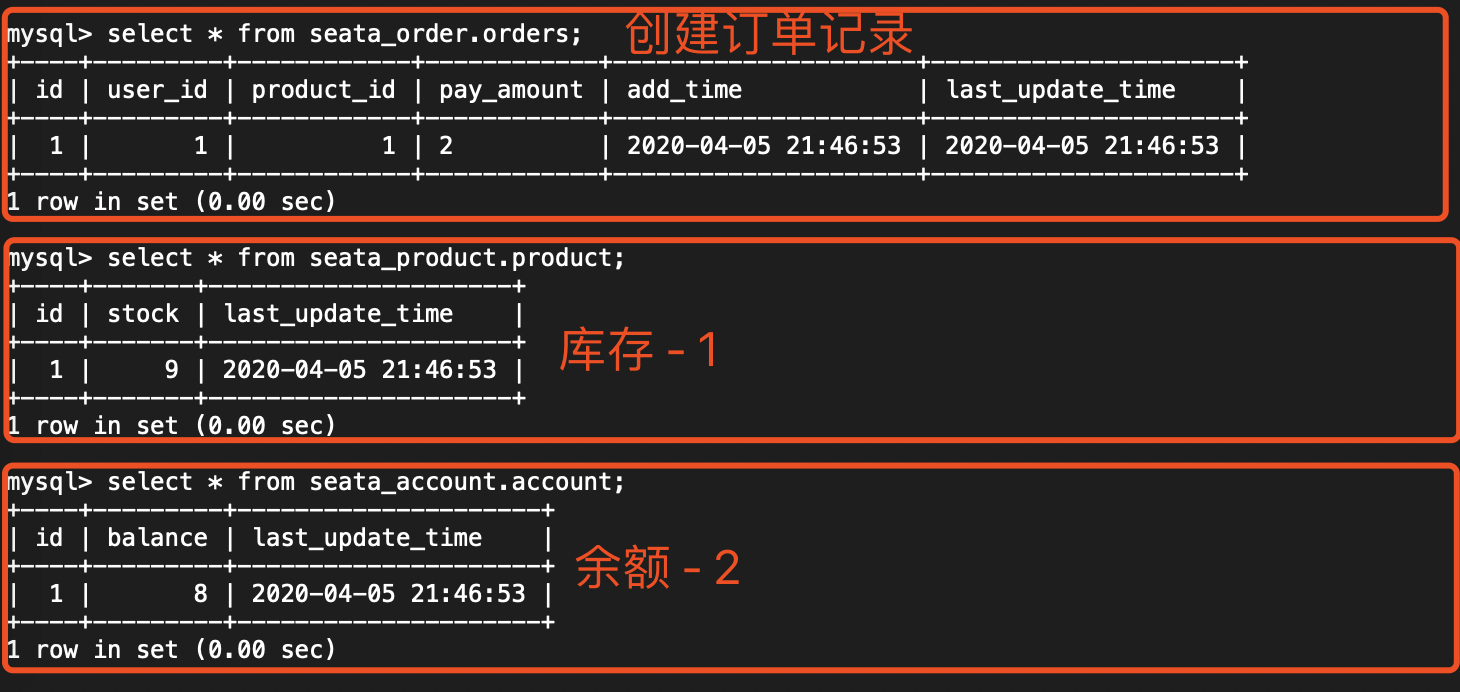 mysql> select * from seata_order.orders; 创建订单记录
+----+---------+------------+------------+---------------------+---------------------+
| id | user_id | product_id | pay_amount | add_time            | last_update_time    |
+----+---------+------------+------------+---------------------+---------------------+
|  1 |       1 |          1 | 2          | 2020-04-05 21:46:53 | 2020-04-05 21:46:53 |
+----+---------+------------+------------+---------------------+---------------------+
1 row in set (0.00 sec)
mysql> select * from seata_product.product;
+----+-------+---------------------+
| id | stock | last_update_time    |
+----+-------+---------------------+
库存 - 1
|  1 |     9 | 2020-04-05 21:46:53 |
+----+-------+---------------------+
1 row in set (0.00 sec)
mysql> select * from seata_account.account;
+----+---------+---------------------+
| id | balance | last_update_time    |
+----+---------+---------------------+
余额 - 2
|  1 |       8 | 2020-04-05 21:46:53 |
+----+---------+---------------------+
1 row in set (0.00 sec)